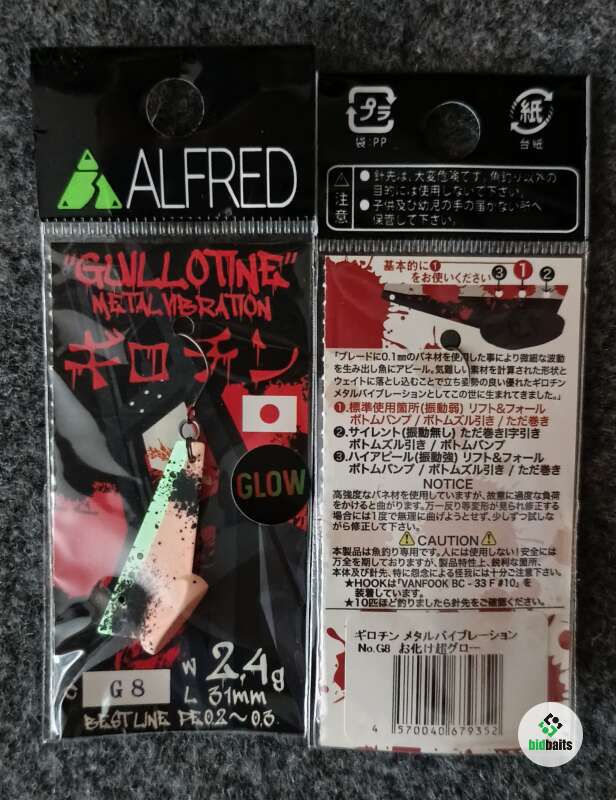 ALFRED
"GUILLOTINE"
METAL VIBRATION
ギロチン
GLOW
W 2.4g
L 31mm
G8
BEST LINE PE0.2〜0.3
プラ
袋:PP
紙
台紙
注意
●針先は、大変危険です。魚釣り以外の
目的には使用しないで下さい。
●子供及び幼児の手の届かない所へ
保管して下さい。
基本的に❶
をお使いください
❸ ❶ ❷
「ブレードに0.1mmのバネ材を使用した事により微細な波動
を生み出し魚にアピール。気難しい素材を計算された形状と
ウェイトに落とし込むことで立ち姿勢の良い優れたギロチン
メタルバイブレーションとしてこの世に生まれてきました。」
❶.標準使用箇所(振動弱) リフト&フォール
ボトムバンプ / ボトムズル引き / ただ巻き
❷.サイレント(振動無し) ただ巻き1字引き
ボトムズル引き / ボトムバンプ
❸.ハイアピール(振動強) リフト&フォール
ボトムバンプ / ボトムズル引き / ただ巻き
NOTICE
高強度なバネ材を使用していますが、故意に過度な負荷
をかけると曲がります。万一反り等変形が見られ修正する
場合には1度で無理に曲げようとせず、少しずつ試しな
がら修正して下さい。
⚠CAUTION⚠
本製品は魚釣り専用です。人には使用しない!安全には
万全を期しておりますが、製品特性上、鋭利な箇所、
本体及び針先、特に怨念による怪我には十分ご注意下さい。
★HOOKは「VANFOOK BC-33F #10」を
装着しています。
★10匹ほど釣りましたら針先をご確認ください。
ギロチン メタルバイブレーション
No.G8 お化け超グロー
4 570040 679352
bidbaits